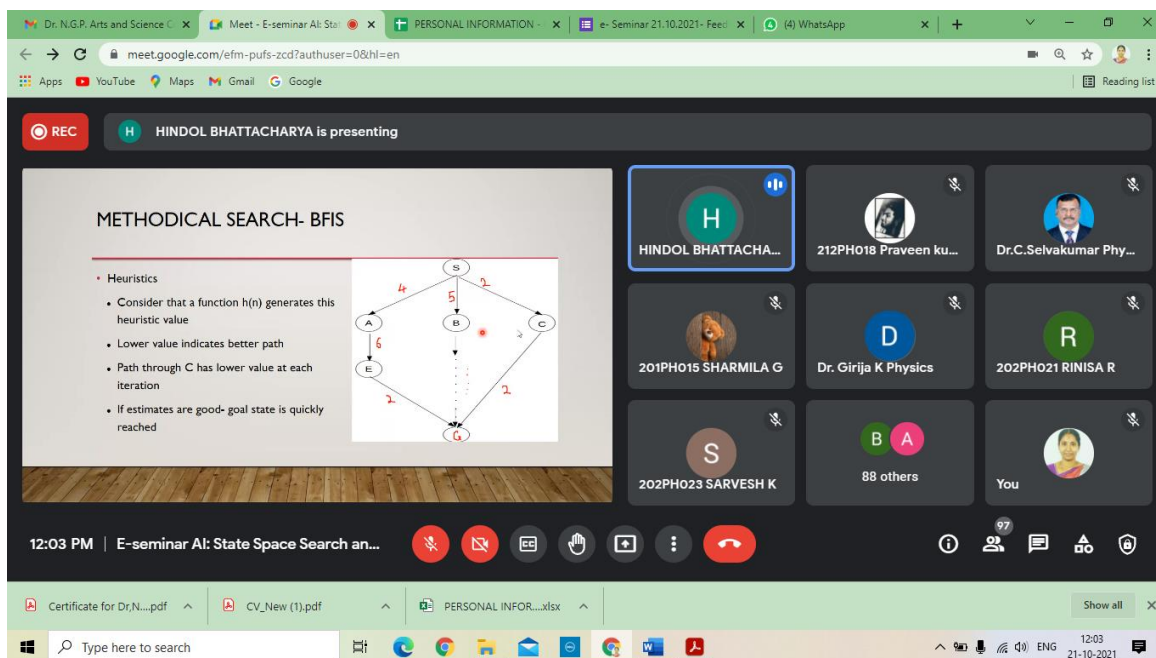 Dr. N.G.P. Arts and Science C
Meet - E-seminar AI: Stat
PERSONAL INFORMATION -
e- Seminar 21.10.2021- Feed
(4) WhatsApp
meet.google.com/efm-pufs-zcd?authuser=0&hl=en
Apps
YouTube
Maps
Gmail
G Google
Reading list
REC
H
HINDOL BHATTACHARYA is presenting
METHODICAL SEARCH- BFIS
• Heuristics
• Consider that a function h(n) generates this
heuristic value
• Lower value indicates better path
• Path through C has lower value at each
iteration
• If estimates are good- goal state is quickly
reached
S
4
5
2
A
B
C
6
E
2
2
G
H
HINDOL BHATTACHA...
212PH018 Praveen ku...
Dr.C.Selvakumar Phy...
201PH015 SHARMILA G
D
Dr. Girija K Physics
R
202PH021 RINISA R
S
202PH023 SARVESH K
B A
88 others
You
12:03 PM | E-seminar AI: State Space Search an...
CC
97
Certificate for Dr,N....pdf
CV_New (1).pdf
PERSONAL INFOR....xlsx
Show all
Type here to search
ENG
12:03
21-10-2021